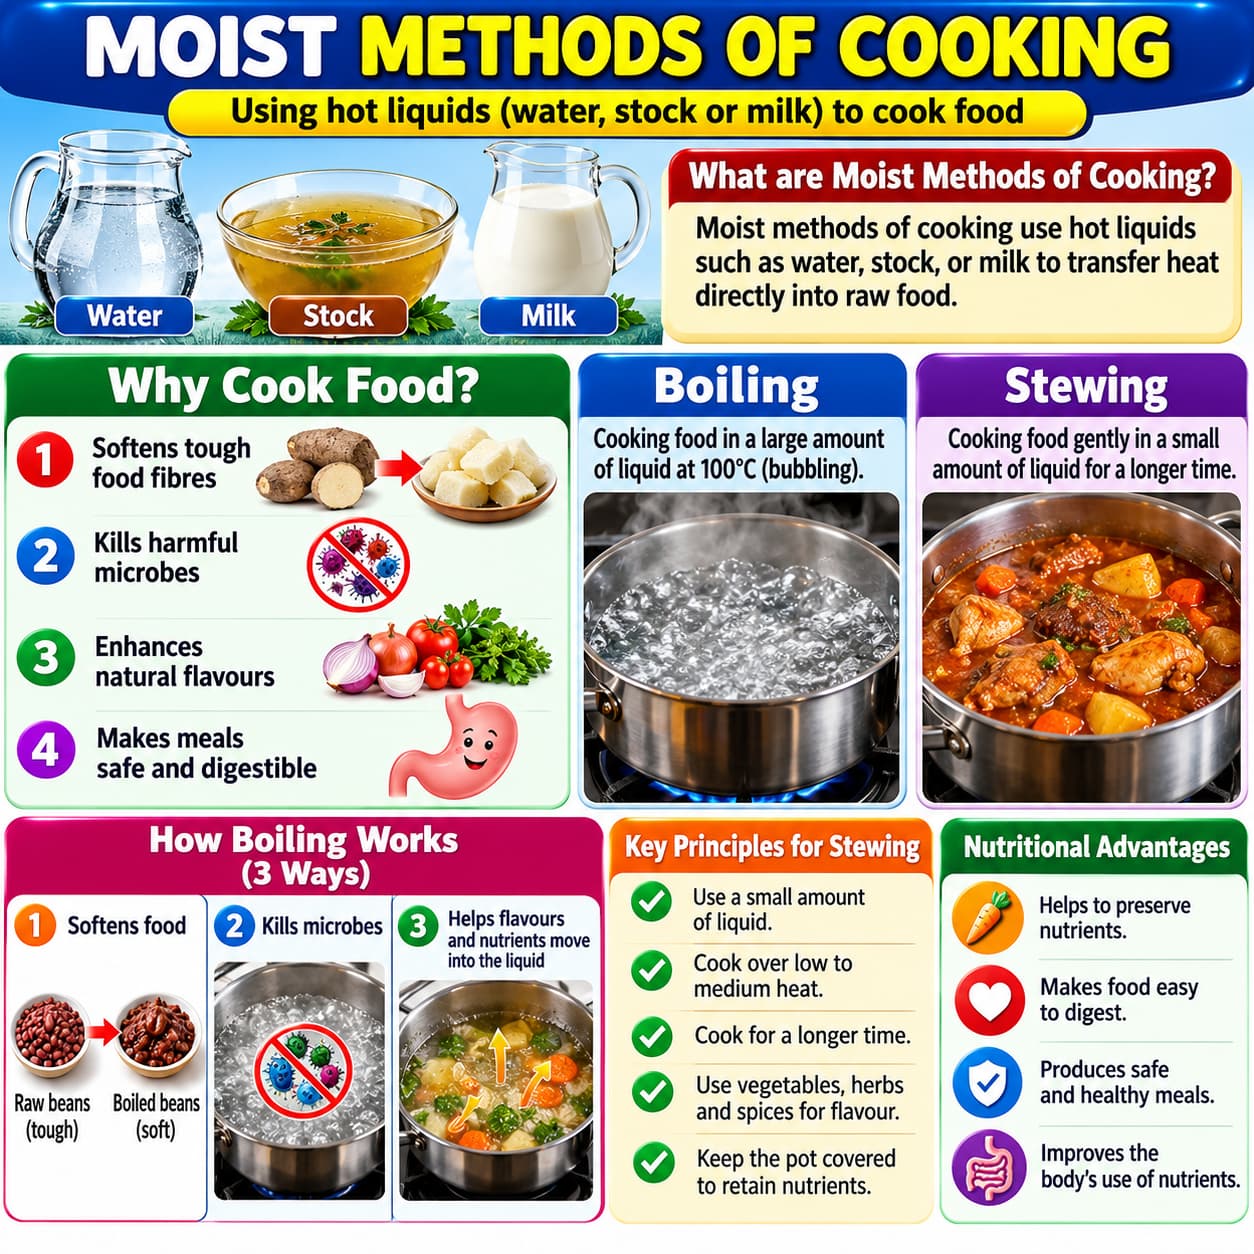 MOIST METHODS OF COOKING
Using hot liquids (water, stock or milk) to cook food
Water
Stock
Milk
What are Moist Methods of Cooking?
Moist methods of cooking use hot liquids
such as water, stock, or milk to transfer heat
directly into raw food.
Why Cook Food?
1
Softens tough
food fibres
2
Kills harmful
microbes
3
Enhances
natural flavours
4
Makes meals
safe and digestible
Boiling
Cooking food in a large amount
of liquid at 100°C (bubbling).
Stewing
Cooking food gently in a small
amount of liquid for a longer time.
How Boiling Works
(3 Ways)
1 Softens food
Raw beans
(tough)
Boiled beans
(soft)
2 Kills microbes
3 Helps flavours
and nutrients move
into the liquid
Key Principles for Stewing
Use a small amount
of liquid.
Cook over low to
medium heat.
Cook for a longer time.
Use vegetables, herbs
and spices for flavour.
Keep the pot covered
to retain nutrients.
Nutritional Advantages
Helps to preserve
nutrients.
Makes food easy
to digest.
Produces safe
and healthy meals.
Improves the
body's use of nutrients.